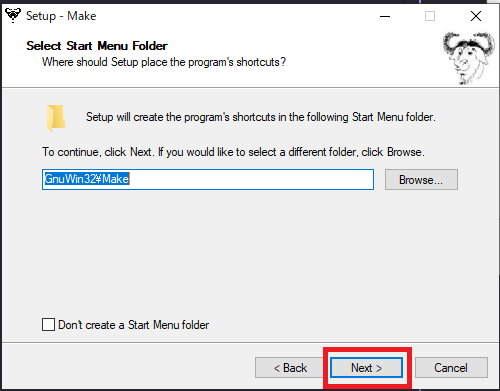 Setup - Make
Select Start Menu Folder
Where should Setup place the program's shortcuts?
Setup will create the program's shortcuts in the following Start Menu folder.
To continue, click Next. If you would like to select a different folder, click Browse.
GnuWin32¥Make
Browse...
Don't create a Start Menu folder
< Back
Next >
Cancel